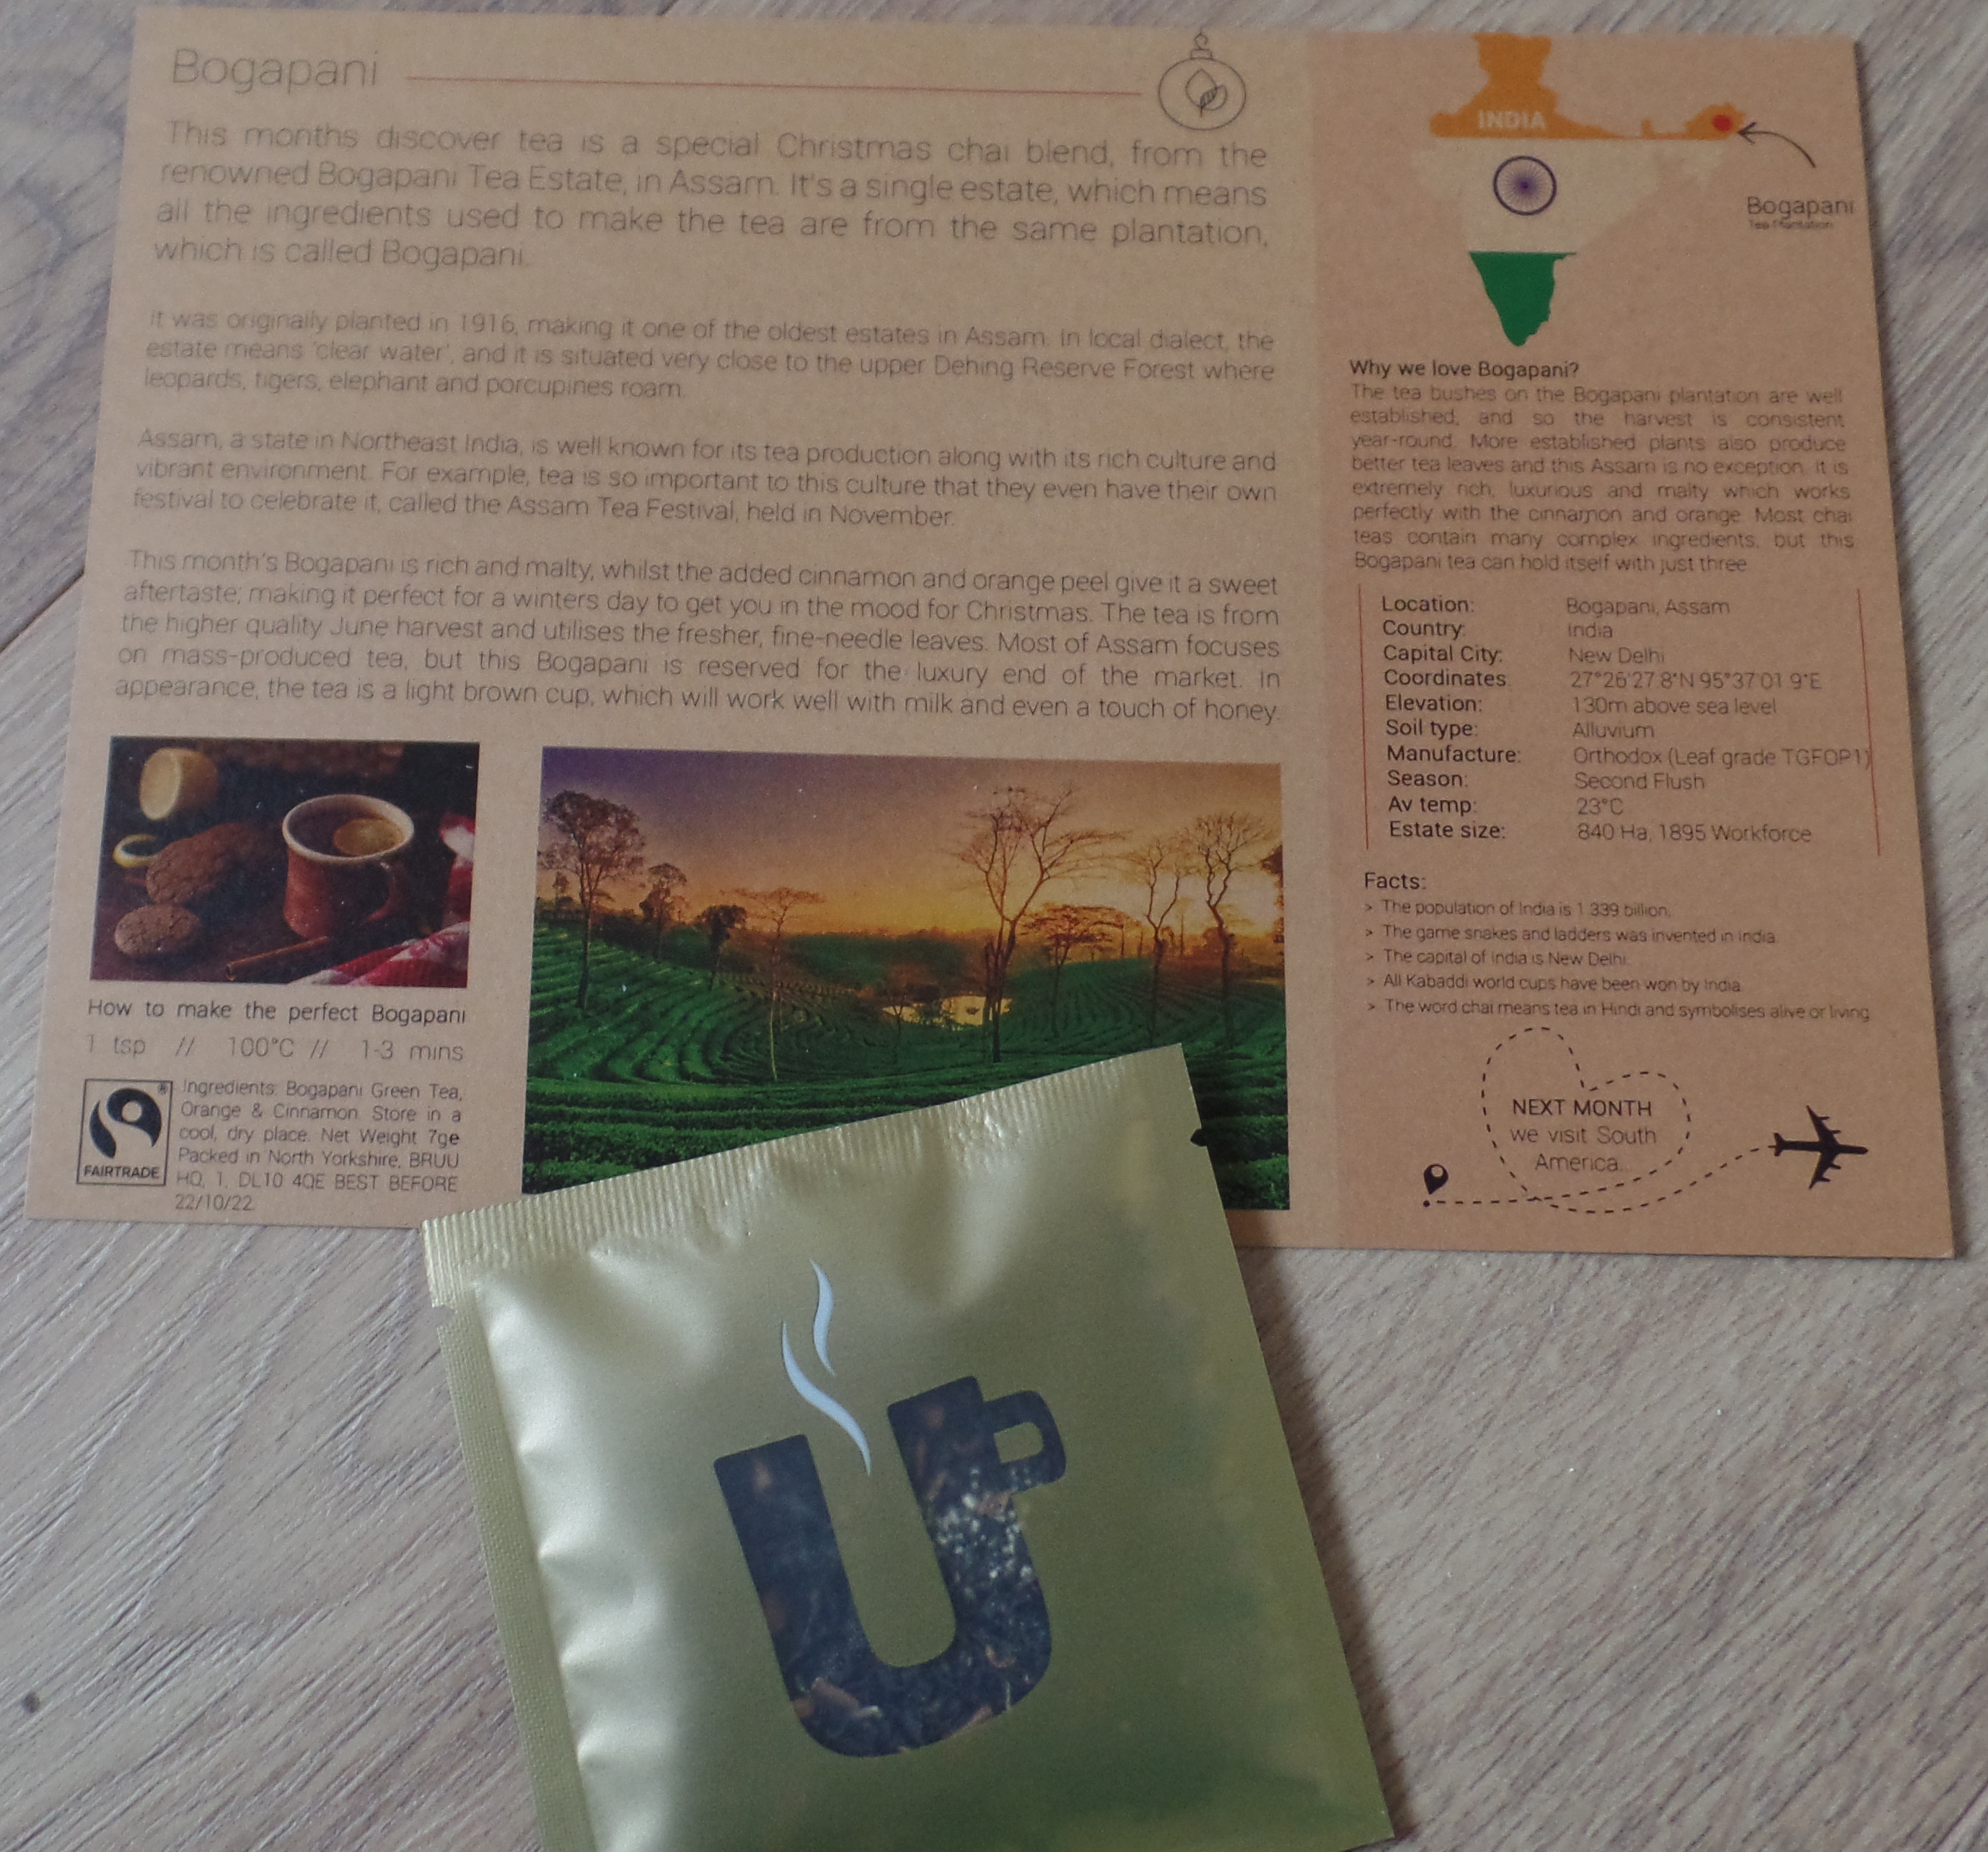 Bogapani
This months discover tea is a special Christmas chai blend, from the
renowned Bogapani Tea Estate, in Assam. It's a single estate, which means
all the ingredients used to make the tea are from the same plantation,
which is called Bogapani.
It was originally planted in 1916, making it one of the oldest estates in Assam. In local dialect, the
estate means 'clear water', and it is situated very close to the upper Dehing Reserve Forest where
leopards, tigers, elephant and porcupines roam.
Assam, a state in Northeast India, is well known for its tea production along with its rich culture and
vibrant environment. For example, tea is so important to this culture that they even have their own
festival to celebrate it, called the Assam Tea Festival, held in November.
This month's Bogapani is rich and malty, whilst the added cinnamon and orange peel give it a sweet
aftertaste; making it perfect for a winters day to get you in the mood for Christmas. The tea is from
the higher quality June harvest and utilises the fresher, fine-needle leaves. Most of Assam focuses
on mass-produced tea, but this Bogapani is reserved for the luxury end of the market. In
appearance, the tea is a light brown cup, which will work well with milk and even a touch of honey.
How to make the perfect Bogapani
1 tsp // 100°C // 1-3 mins
FAIRTRADE
Ingredients: Bogapani Green Tea,
Orange & Cinnamon. Store in a
cool, dry place. Net Weight 7ge
Packed in North Yorkshire, BRUU
HQ, 1, DL10 4QE BEST BEFORE
22/10/22
INDIA
Bogapani
Tea Plantation
Why we love Bogapani?
The tea bushes on the Bogapani plantation are well
established, and so the harvest is consistent
year-round. More established plants also produce
better tea leaves and this Assam is no exception. It is
extremely rich, luxurious and malty which works
perfectly with the cinnamon and orange. Most chai
teas contain many complex ingredients, but this
Bogapani tea can hold itself with just three
Location: Bogapani, Assam
Country: India
Capital City: New Delhi
Coordinates: 27°26'27.8"N 95°37'01.9"E
Elevation: 130m above sea level
Soil type: Alluvium
Manufacture: Orthodox (Leaf grade TGFOP1)
Season: Second Flush
Av temp: 23°C
Estate size: 840 Ha, 1895 Workforce
Facts:
> The population of India is 1.339 billion.
> The game snakes and ladders was invented in India.
> The capital of India is New Delhi.
> All Kabaddi world cups have been won by India.
> The word chai means tea in Hindi and symbolises alive or living.
NEXT MONTH
we visit South
America...